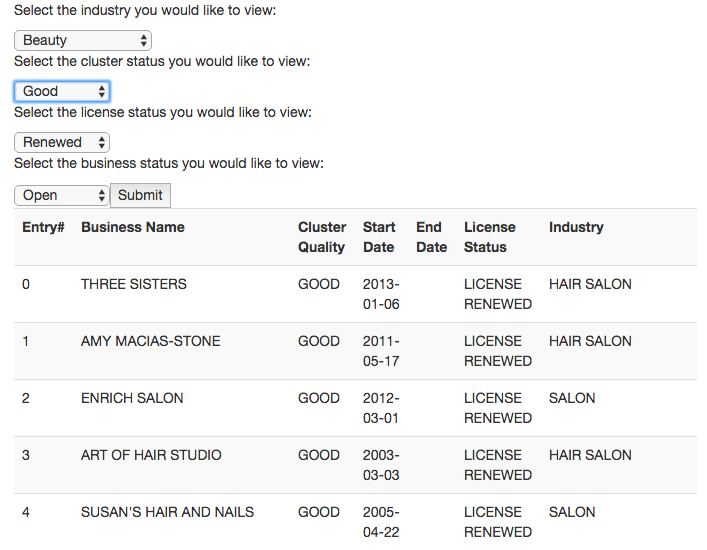 Select the industry you would like to view:
Beauty
Select the cluster status you would like to view:
Good
Select the license status you would like to view:
Renewed
Select the business status you would like to view:
Open Submit
Entry# Business Name Cluster Quality Start Date End Date License Status Industry
0 THREE SISTERS GOOD 2013-01-06 LICENSE RENEWED HAIR SALON
1 AMY MACIAS-STONE GOOD 2011-05-17 LICENSE RENEWED HAIR SALON
2 ENRICH SALON GOOD 2012-03-01 LICENSE RENEWED SALON
3 ART OF HAIR STUDIO GOOD 2003-03-03 LICENSE RENEWED HAIR SALON
4 SUSAN'S HAIR AND NAILS GOOD 2005-04-22 LICENSE RENEWED SALON